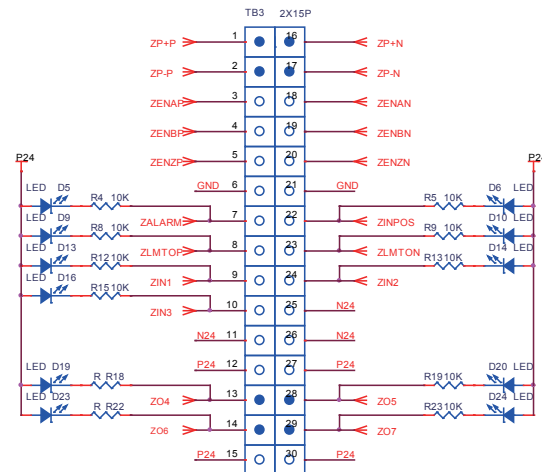 TB3 2X15P
ZP+P 1 16 ZP+N
ZP-P 2 17 ZP-N
ZENAP 3 18 ZENAN
ZENBP 4 19 ZENBN
P24 ZENZP 5 20 ZENZN P24
GND 6 21 GND
LED D5 R4 10K R5 10K D6 LED
ZALARM 7 22 ZINPOS
LED D9 R8 10K R9 10K D10 LED
ZLMTOP 8 23 ZLMTON
LED D13 R12 10K R13 10K D14 LED
ZIN1 9 24 ZIN2
LED D16 R15 10K
ZIN3 10 25 N24
N24 11 26 N24
P24 12 27 P24
LED D19 R R18 R19 10K D20 LED
ZO4 13 28 ZO5
LED D23 R R22 R23 10K D24 LED
ZO6 14 29 ZO7
P24 15 30 P24